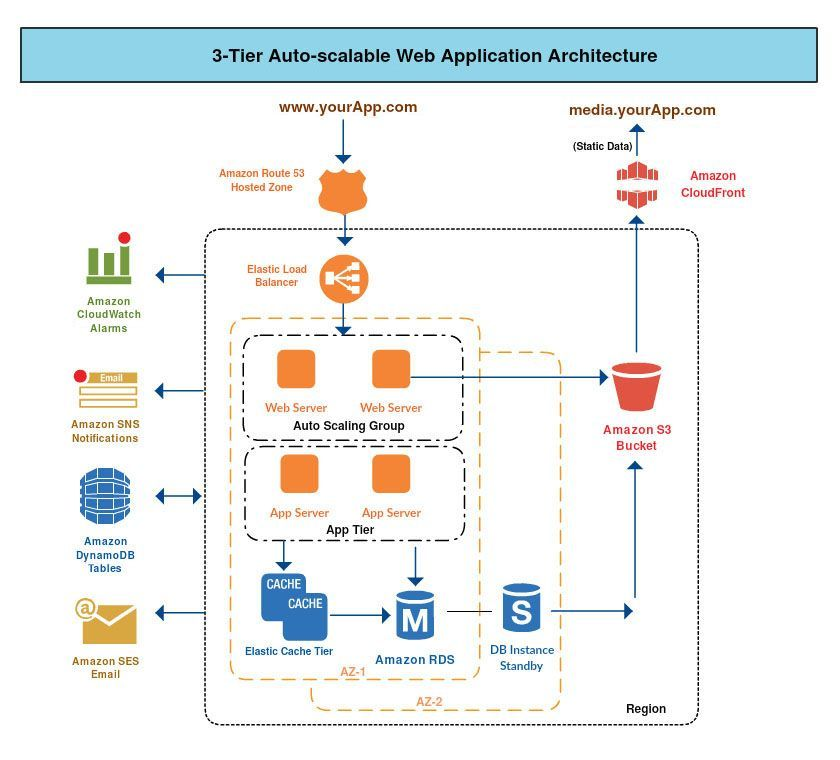 3-Tier Auto-scalable Web Application Architecture
www.yourApp.com
media.yourApp.com
(Static Data)
Amazon Route 53
Hosted Zone
Amazon
CloudFront
Elastic Load
Balancer
Amazon
CloudWatch
Alarms
Email
Amazon SNS
Notifications
Web Server
Web Server
Auto Scaling Group
Amazon S3
Bucket
App Server
App Server
App Tier
Amazon
DynamoDB
Tables
CACHE
CACHE
Elastic Cache Tier
M
Amazon RDS
S
DB Instance
Standby
@
Amazon SES
Email
AZ-1
AZ-2
Region